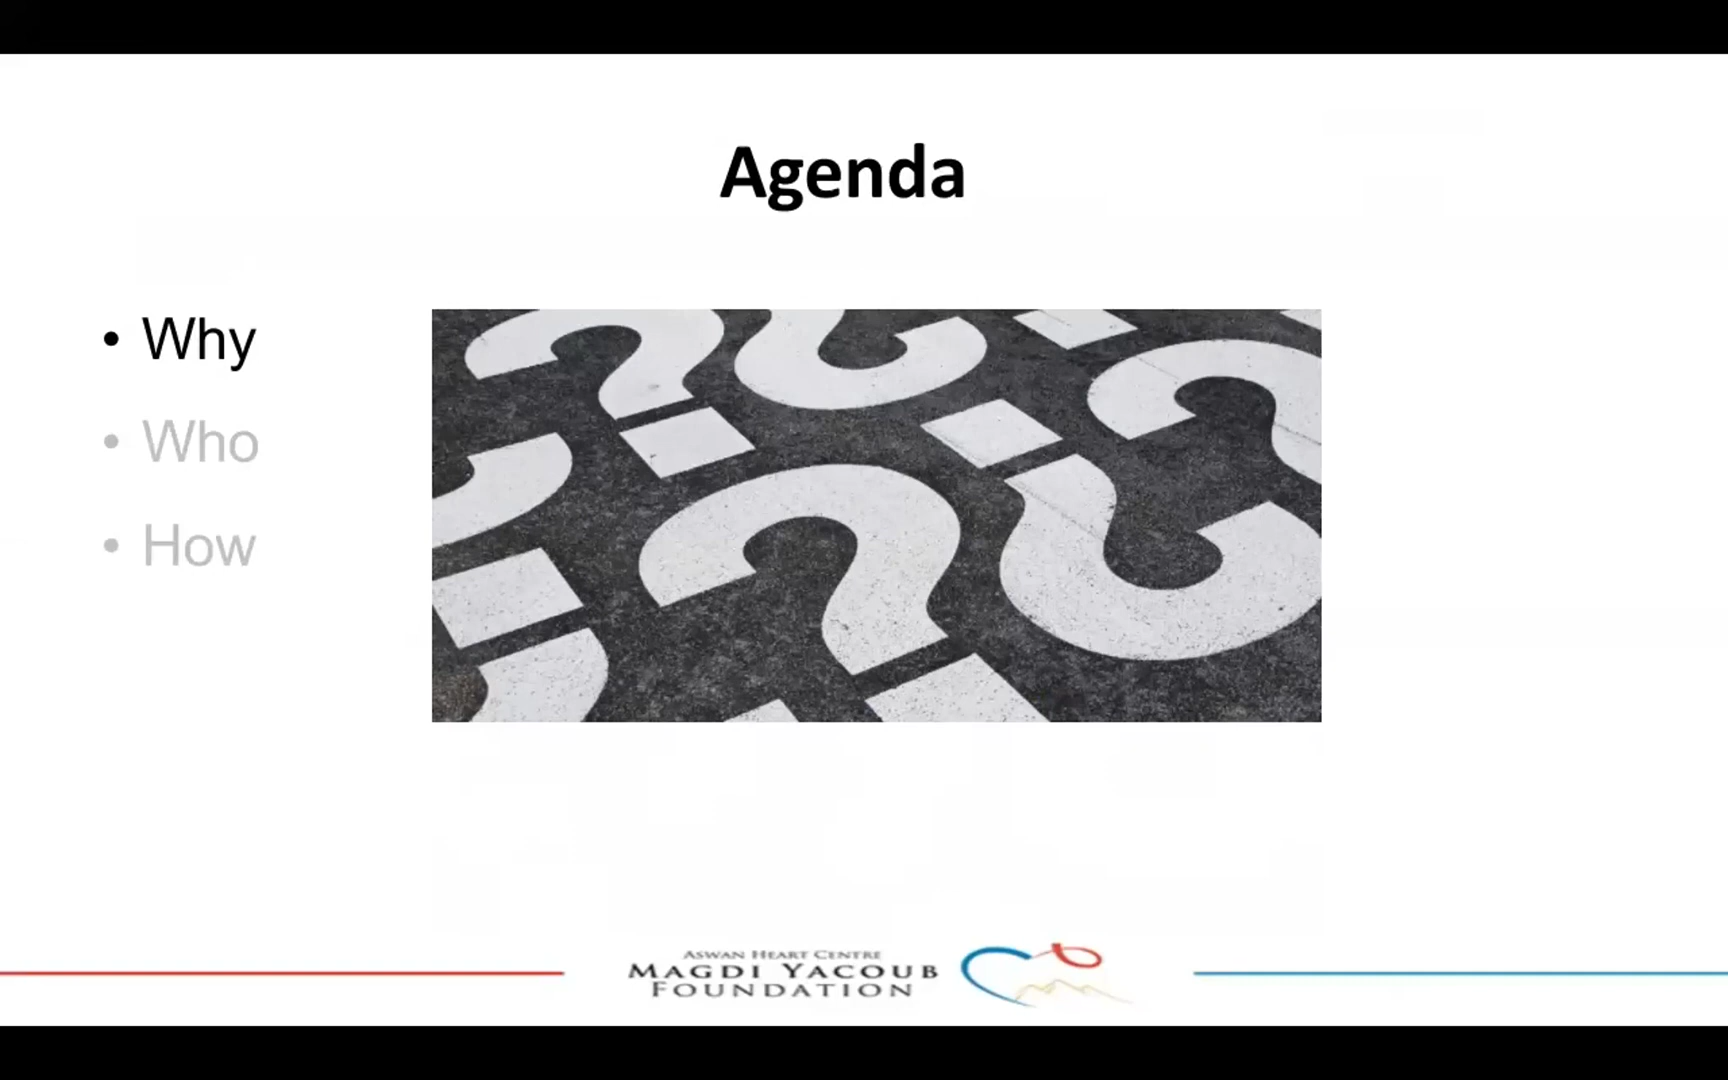 Agenda
• Why
• Who
• How
ASWAN HEART CENTRE
MAGDI YACOUB
FOUNDATION